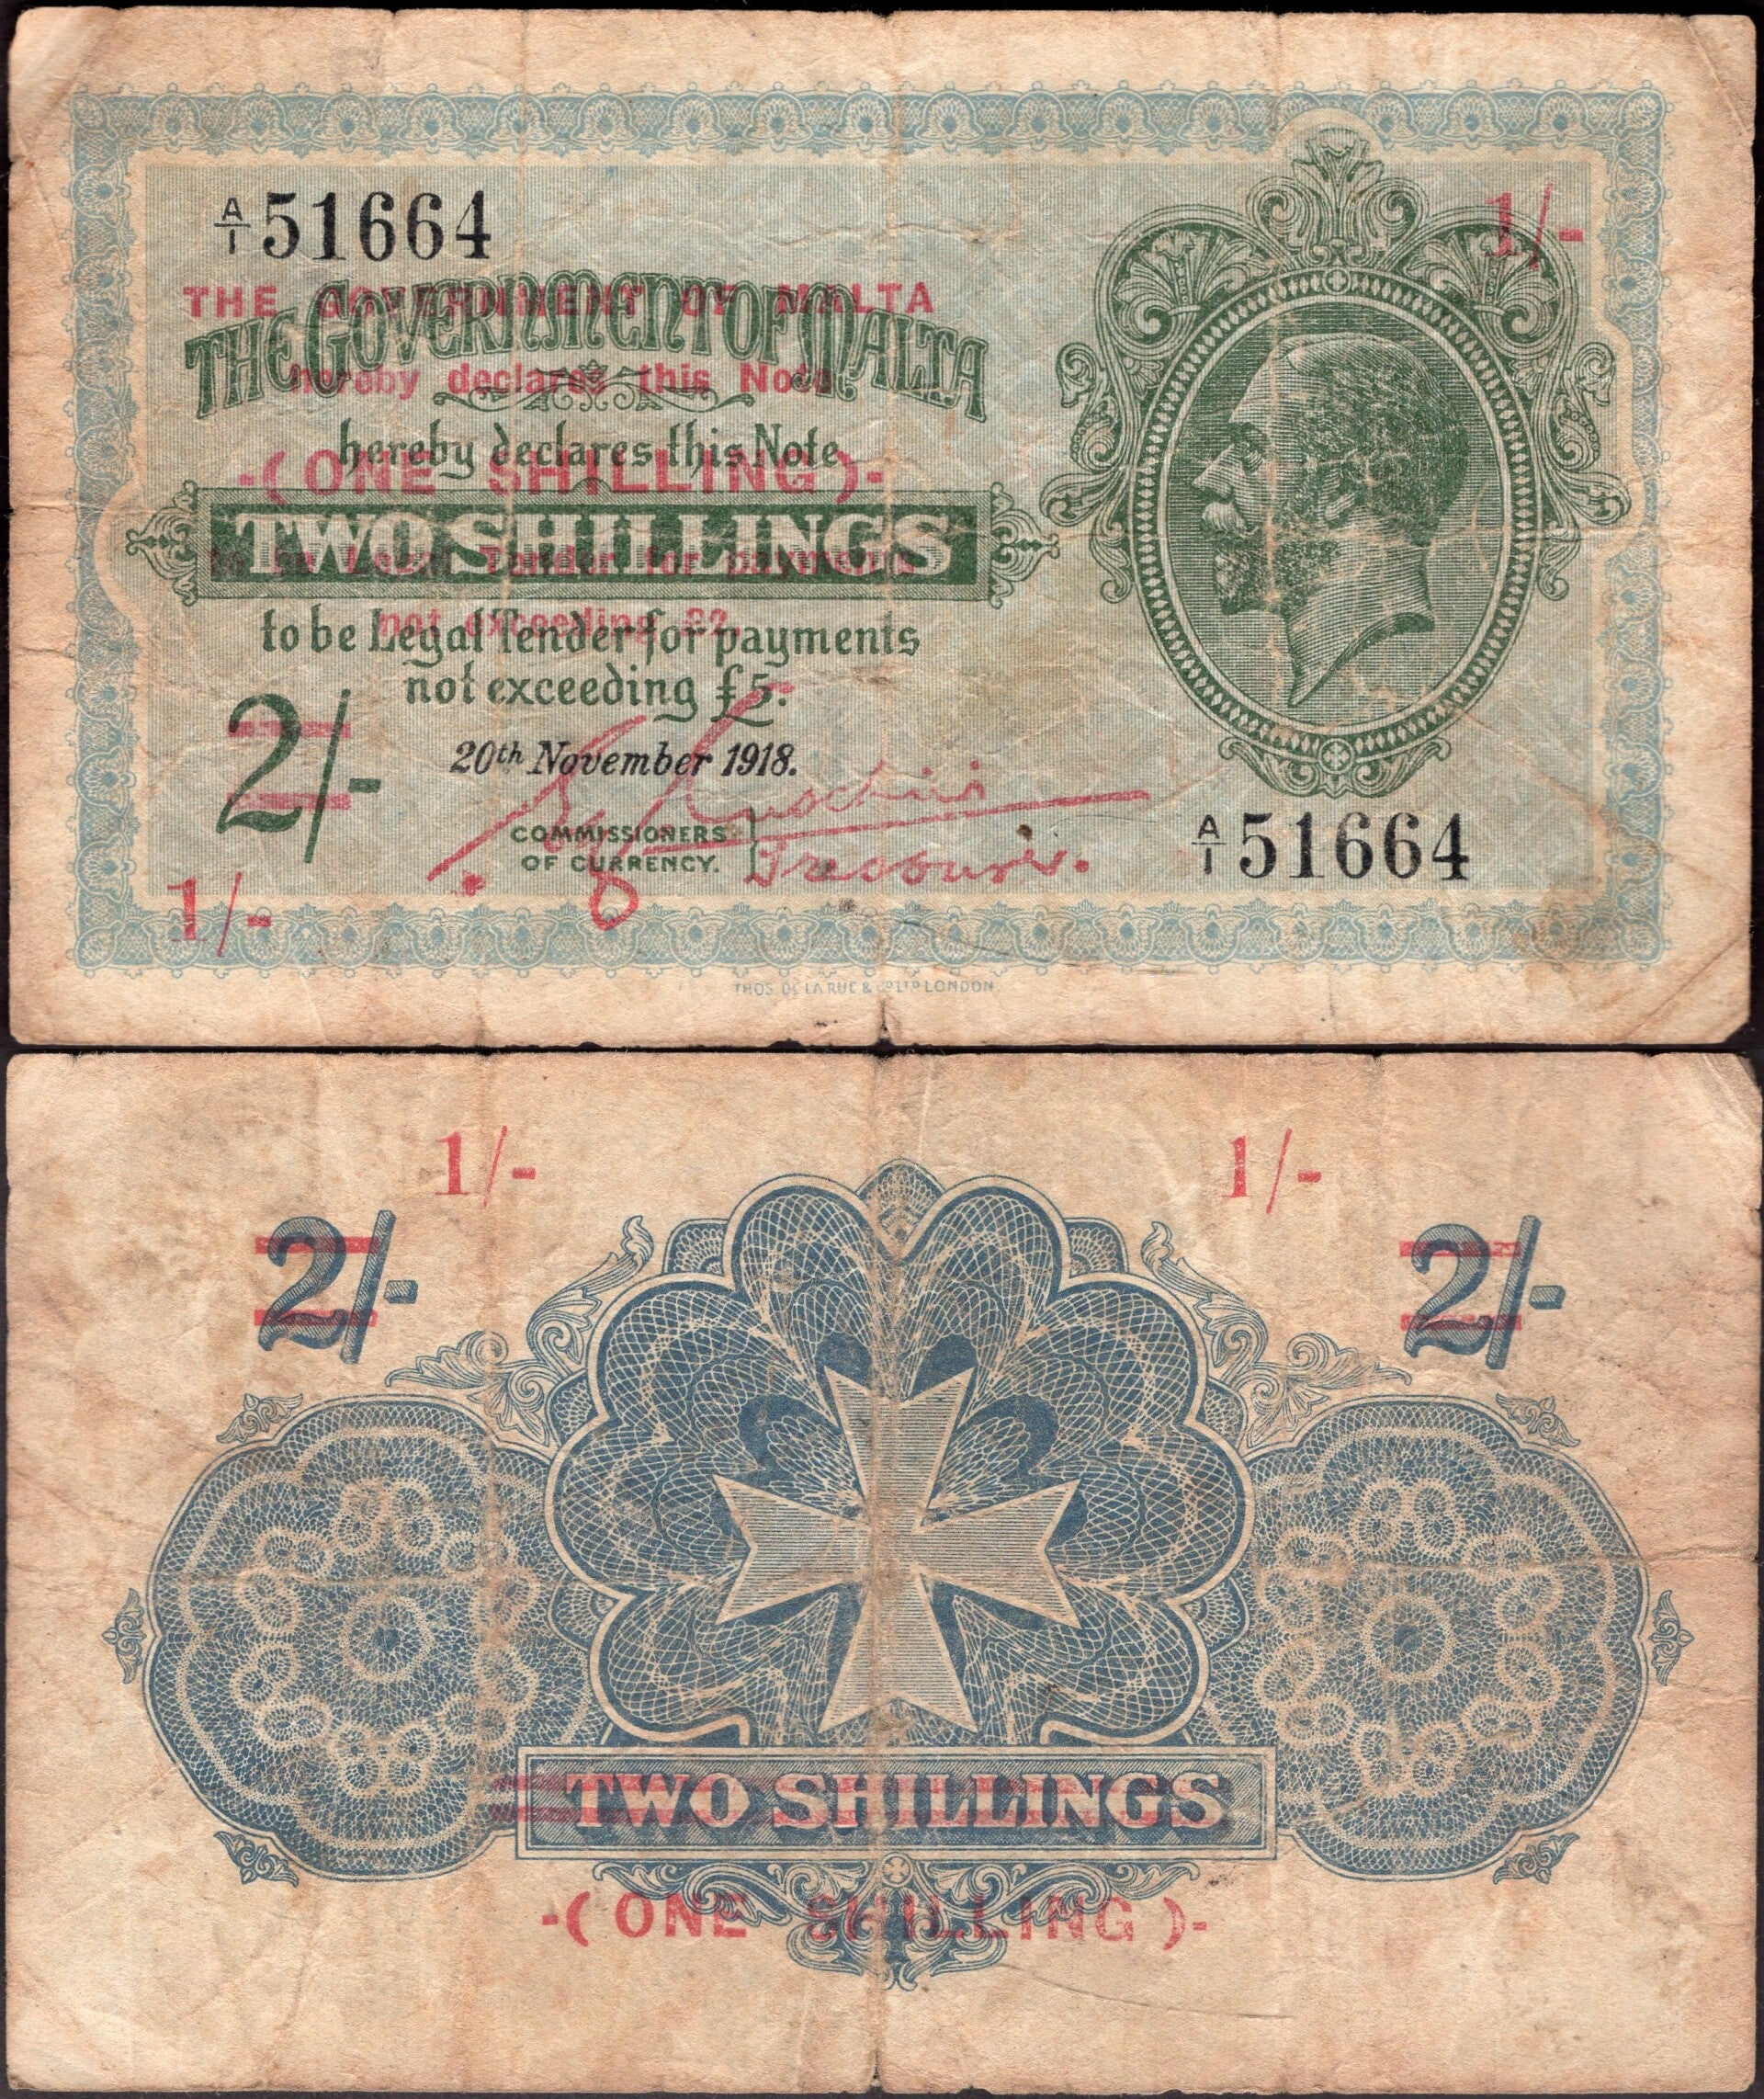 A/1 51664
1/-
THE GOVERNMENT OF MALTA
THE GOVERNMENT OF MALTA
hereby declares this Note
hereby declares this Note
-(ONE SHILLING)-
TWO SHILLINGS
to be Legal Tender for payments
not exceeding £2.
to be Legal Tender for payments
not exceeding £5.
2/-
20th November 1918.
COMMISSIONERS
OF CURRENCY.
Treasurer.
A/1 51664
1/-
THOS. DE LA RUE & CO LTD LONDON.
1/- 1/-
2/- 2/-
TWO SHILLINGS
-(ONE SHILLING)-